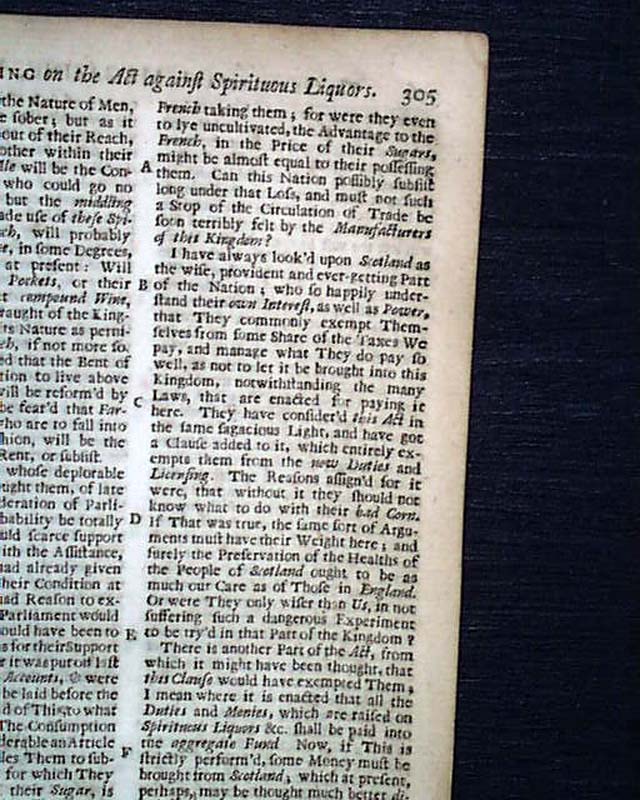 ING on the Act againſt Spirituous Liquors. 305
the Nature of Men,
e ſober; but as it
out of their Reach,
other within their
will be the Con-
who could go no
but the middling
ade uſe of theſe Spi-
ch, will probably
e, in ſome Degrees,
at preſent: Will
Pockets, or their
t compound Wine,
raught of the King-
ts Nature as perni-
ch, if not more ſo.
ed that the Bent of
tion to live above
will be reform'd by
be fear'd that Far-
ho are to fall into
hion, will be the
Rent, or ſubſiſt.
whoſe deplorable
ught them, of late
deration of Parli-
bability be totally
uld ſcarce ſupport
ith the Aſſiſtance,
ad already given
heir Condition at
ad Reaſon to ex-
Parliament would
ould have been to
s for their Support
r it was put off laſt
Accounts, & were
be laid before the
d of This, to what
The Conſumption
derable an Article
les Them to ſub-
for which They
their Sugar, is
French taking them; for were they even
to lye uncultivated, the Advantage to the
French, in the Price of their Sugars,
might be almoſt equal to their poſſeſſing
A them. Can this Nation poſſibly ſubſiſt
long under that Loſs, and muſt not ſuch
a Stop of the Circulation of Trade be
ſoon terribly felt by the Manufacturers
of this Kingdom?
I have always look'd upon Scotland as
the wiſe, provident and ever-getting Part
B of the Nation; who ſo happily under-
ſtand their own Intereſt, as well as Power,
that They commonly exempt Them-
ſelves from ſome Share of the Taxes We
pay, and manage what They do pay ſo
well, as not to let it be brought into this
Kingdom, notwithſtanding the many
C Laws, that are enacted for paying it
here. They have conſider'd this Act in
the ſame ſagacious Light, and have got
a Clauſe added to it, which entirely ex-
empts them from the new Duties and
Licenſing. The Reaſons aſſign'd for it
were, that without it they ſhould not
know what to do with their bad Corn.
D If That was true, the ſame ſort of Argu-
ments muſt have their Weight here; and
ſurely the Preſervation of the Healths of
the People of Scotland ought to be as
much our Care as of Thoſe in England.
Or were They only wiſer than Us, in not
ſuffering ſuch a dangerous Experiment
E to be try'd in that Part of the Kingdom?
There is another Part of the Act, from
which it might have been thought, that
this Clauſe would have exempted Them;
I mean where it is enacted that all the
Duties and Monies, which are raiſed on
Spirituous Liquors &c. ſhall be paid into
F the aggregate Fund Now, if This is
ſtrictly perform'd, ſome Money muſt be
brought from Scotland, which at preſent,
perhaps, may be thought much better di-